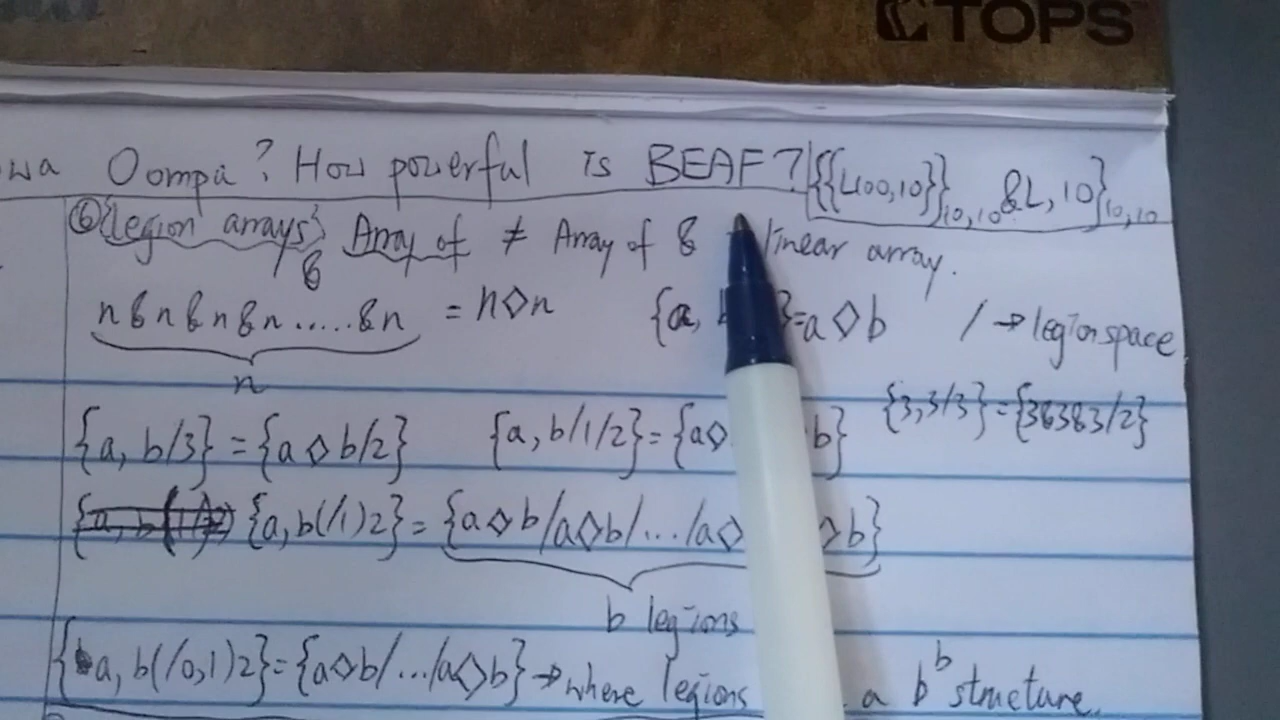 TOPS
wa Oompa? How powerful is BEAF? {{L100,10}}10,10 &L,10}10,10
⑥{legion arrays} Array of ≠ Array of & linear array.
/ &
n&n&n&n.....&n = n◇n {a, }=a◇b / → legionspace
n
{a, b/3} = {a◇b/2} {a, b/1/2} = {a◇ b} {3,3/3}={3&3&3/2}
{a,b(/1)2} = {a◇b/a◇b/.../a◇ ◇b}
b legions
{a, b(/0,1)2}={a◇b/.../a◇b} → where legions a b^b structure.